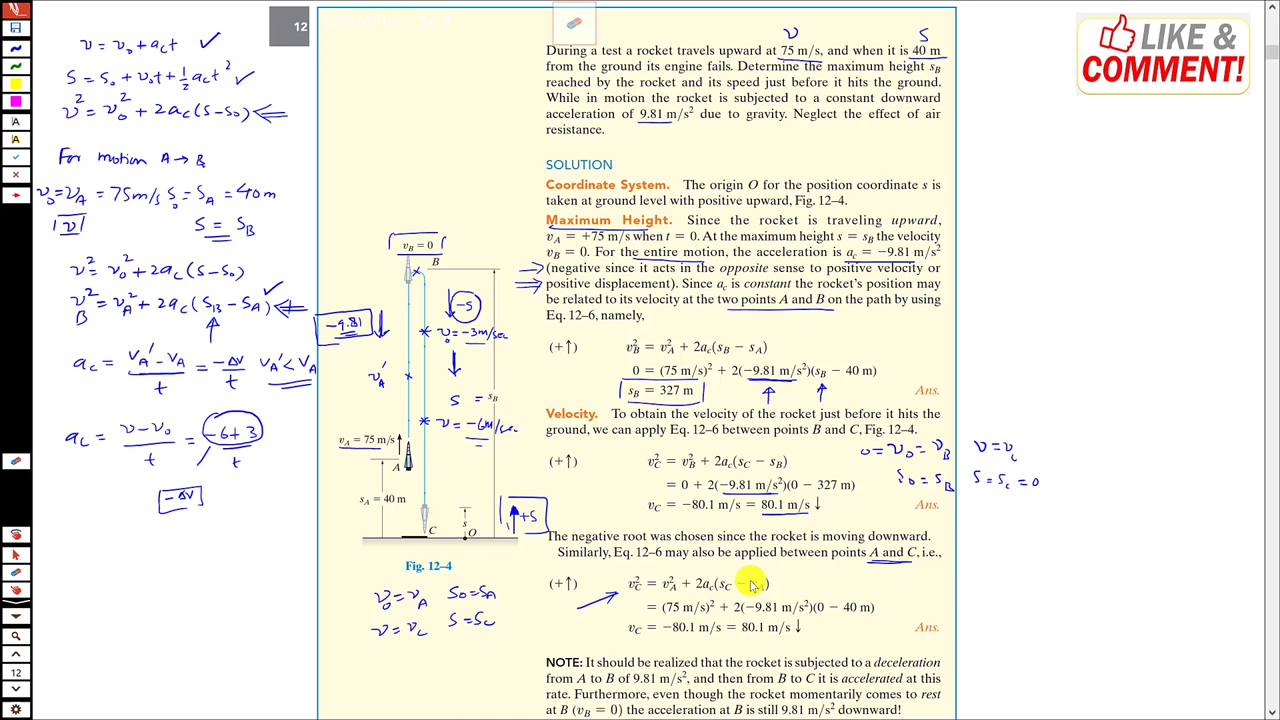 12
LIKE &
COMMENT!
v = v₀ + a_c t ✓
S = S₀ + v₀t + 1/2 a_c t² ✓
v² = v₀² + 2a_c(S-S₀)
For motion A → B
v₀ = v_A = 75 m/s S₀ = S_A = 40m
v S = S_B
v² = v₀² + 2a_c(S-S₀)
v_B² = v_A² + 2a_c(S_B - S_A) ✓
a_c = (v_A' - v_A)/t = -Δv/t v_A' < v_A
a_c = (v - v₀)/t = (-6+3)/t
-Δv
v S
During a test a rocket travels upward at 75 m/s, and when it is 40 m
from the ground its engine fails. Determine the maximum height s_B
reached by the rocket and its speed just before it hits the ground.
While in motion the rocket is subjected to a constant downward
acceleration of 9.81 m/s² due to gravity. Neglect the effect of air
resistance.
SOLUTION
Coordinate System. The origin O for the position coordinate s is
taken at ground level with positive upward, Fig. 12–4.
Maximum Height. Since the rocket is traveling upward,
v_A = +75 m/s when t = 0. At the maximum height s = s_B the velocity
v_B = 0. For the entire motion, the acceleration is a_c = −9.81 m/s²
(negative since it acts in the opposite sense to positive velocity or
positive displacement). Since a_c is constant the rocket's position may
be related to its velocity at the two points A and B on the path by using
Eq. 12–6, namely,
(+↑) v_B² = v_A² + 2a_c(s_B − s_A)
0 = (75 m/s)² + 2(−9.81 m/s²)(s_B − 40 m)
s_B = 327 m Ans.
Velocity. To obtain the velocity of the rocket just before it hits the
ground, we can apply Eq. 12–6 between points B and C, Fig. 12–4.
(+↑) v_C² = v_B² + 2a_c(s_C − s_B)
= 0 + 2(−9.81 m/s²)(0 − 327 m)
v_C = −80.1 m/s = 80.1 m/s ↓ Ans.
0 = v₀ = v_B v = v_c
S₀ = S_B S = S_c = 0
The negative root was chosen since the rocket is moving downward.
Similarly, Eq. 12–6 may also be applied between points A and C, i.e.,
(+↑) v_C² = v_A² + 2a_c(s_C − s_A)
= (75 m/s)² + 2(−9.81 m/s²)(0 − 40 m)
v_C = −80.1 m/s = 80.1 m/s ↓ Ans.
NOTE: It should be realized that the rocket is subjected to a deceleration
from A to B of 9.81 m/s², and then from B to C it is accelerated at this
rate. Furthermore, even though the rocket momentarily comes to rest
at B (v_B = 0) the acceleration at B is still 9.81 m/s² downward!
v_B = 0
B
-S
-9.81
v₀ = -3m/sec
v_A'
S =
s_B
v = -6m/sec
v_A = 75 m/s
A
s_A = 40 m
+S
s
C
O
Fig. 12–4
v₀ = v_A S₀ = S_A
v = v_c S = S_c
12